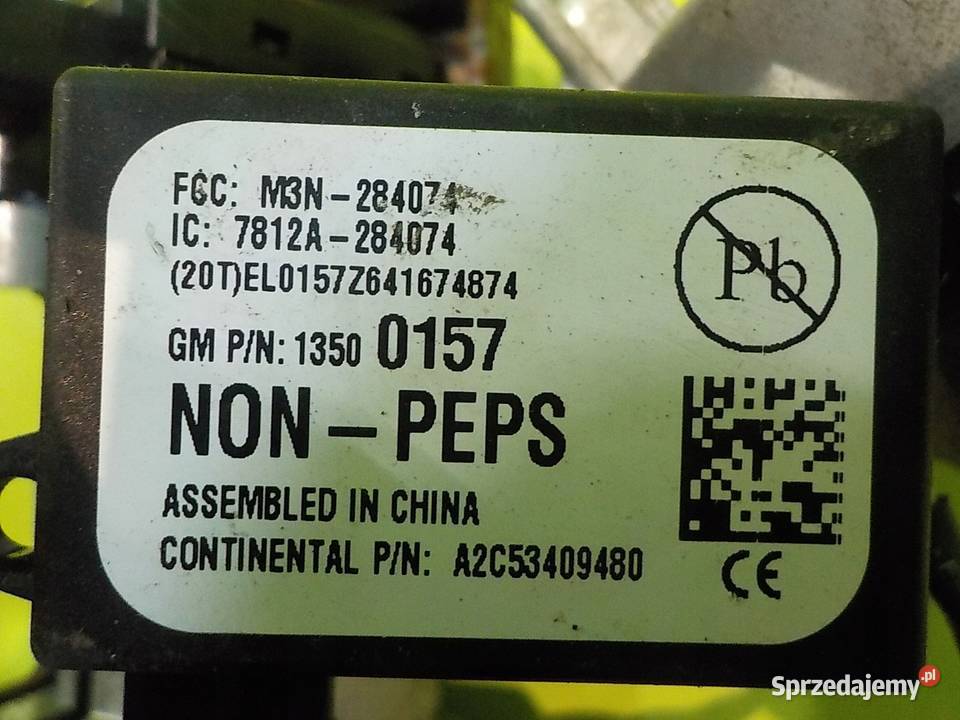 FCC: M3N-284074
IC: 7812A-284074
(20T)EL0157Z641674874
GM P/N: 1350 0157
NON-PEPS
ASSEMBLED IN CHINA
CONTINENTAL P/N: A2C53409480
Pb
CE
Sprzedajemy.pl